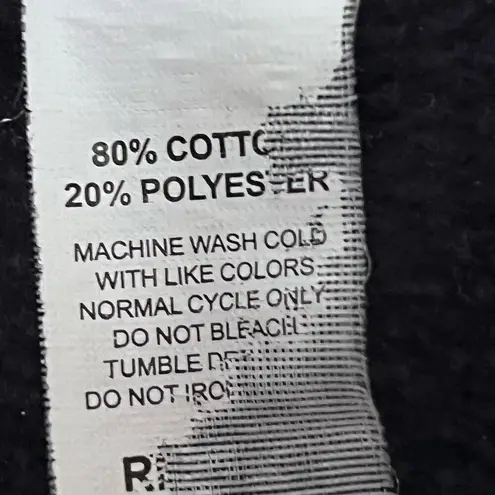 80% COTTO
20% POLYESTER
MACHINE WASH COLD
WITH LIKE COLORS
NORMAL CYCLE ONLY
DO NOT BLEACH
TUMBLE
DO NOT IRON